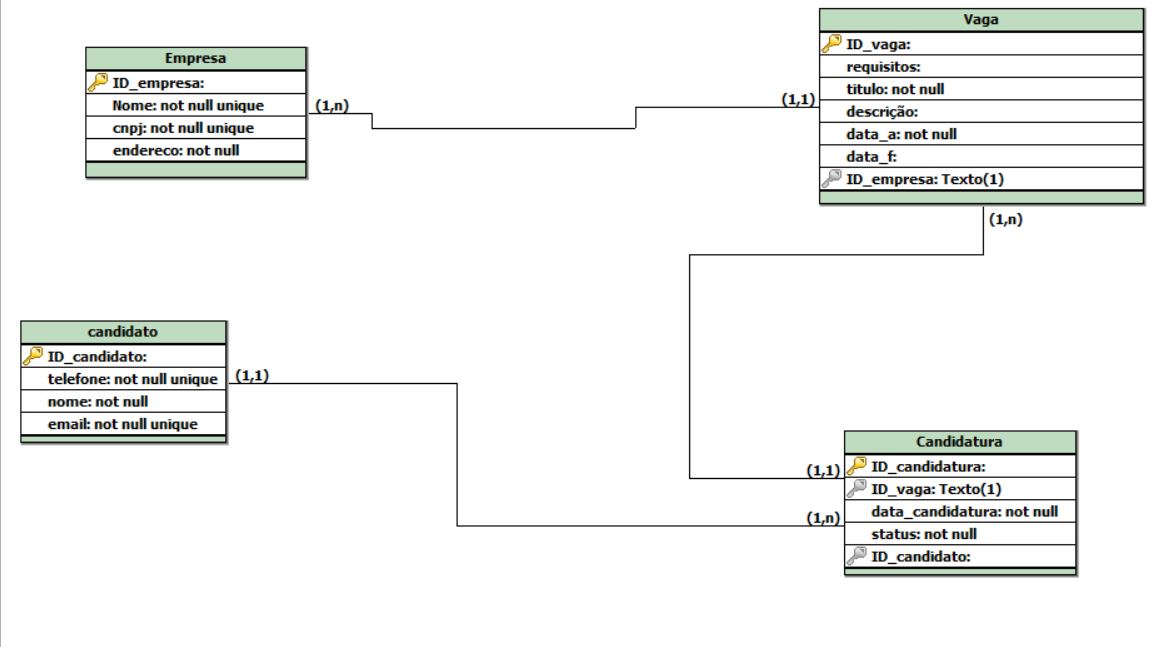 Empresa
ID_empresa:
Nome: not null unique
cnpj: not null unique
endereco: not null
(1,n)
(1,1)
Vaga
ID_vaga:
requisitos:
titulo: not null
descrição:
data_a: not null
data_f:
ID_empresa: Texto(1)
(1,n)
candidato
ID_candidato:
telefone: not null unique
nome: not null
email: not null unique
(1,1)
(1,1)
(1,n)
Candidatura
ID_candidatura:
ID_vaga: Texto(1)
data_candidatura: not null
status: not null
ID_candidato: